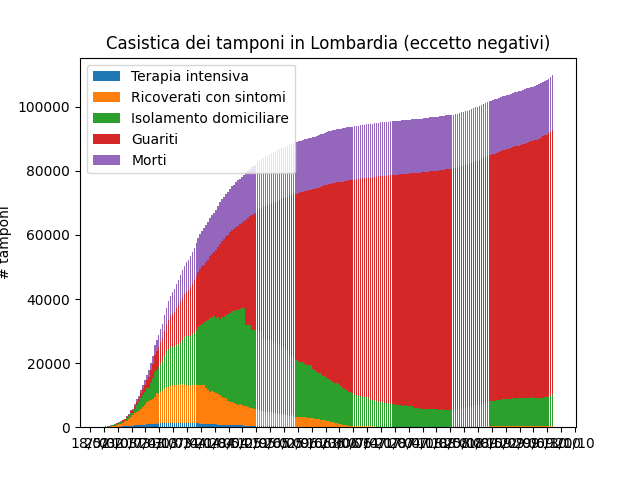 Casistica dei tamponi in Lombardia (eccetto negativi)
Terapia intensiva
Ricoverati con sintomi
Isolamento domiciliare
Guariti
Morti
# tamponi
100000
80000
60000
40000
20000
0